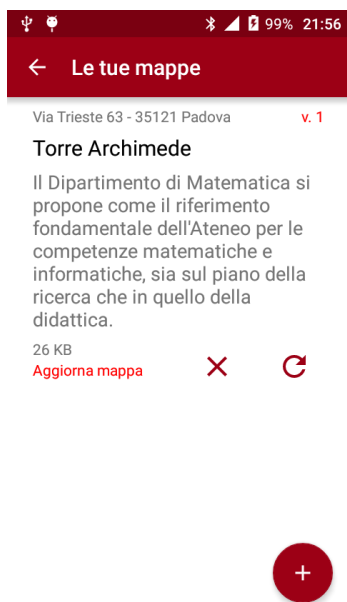 99% 21:56
Le tue mappe
Via Trieste 63 - 35121 Padova v. 1
Torre Archimede
Il Dipartimento di Matematica si
propone come il riferimento
fondamentale dell'Ateneo per le
competenze matematiche e
informatiche, sia sul piano della
ricerca che in quello della
didattica.
26 KB
Aggiorna mappa